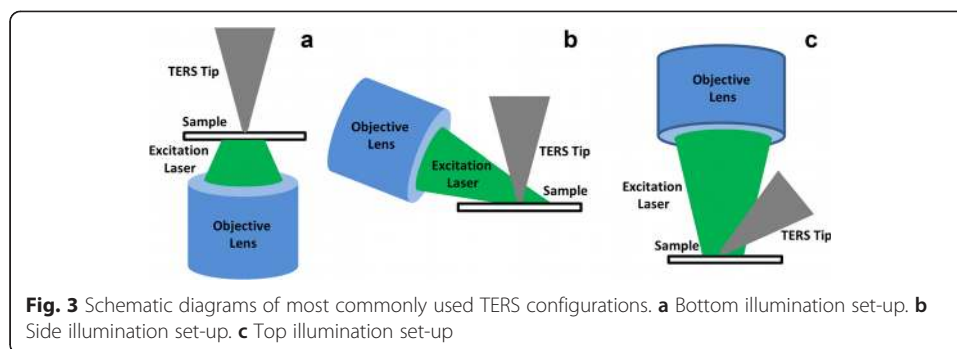 a
TERS Tip
Sample
Excitation
Laser
Objective
Lens
b
Objective
Lens
Excitation
Laser
TERS Tip
Sample
c
Objective
Lens
Excitation
Laser
Sample
TERS Tip
Fig. 3 Schematic diagrams of most commonly used TERS configurations. a Bottom illumination set-up. b
Side illumination set-up. c Top illumination set-up